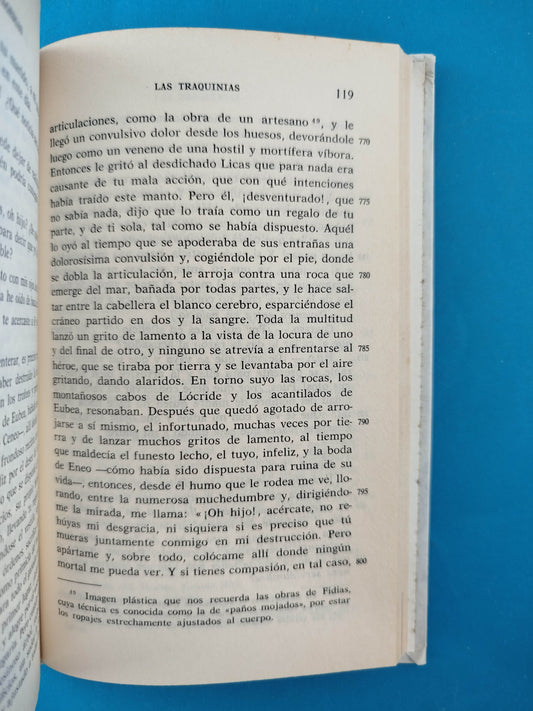 LAS TRAQUINIAS
119
articulaciones, como la obra de un artesano 49, y le
llegó un convulsivo dolor desde los huesos, devorándole 770
luego como un veneno de una hostil y mortífera víbora.
Entonces le gritó al desdichado Licas que para nada era
causante de tu mala acción, que con qué intenciones
había traído este manto. Pero él, ¡desventurado!, que 775
no sabía nada, dijo que lo traía como un regalo de tu
parte, y de ti sola, tal como se había dispuesto. Aquél
lo oyó al tiempo que se apoderaba de sus entrañas una
dolorosísima convulsión y, cogiéndole por el pie, donde
se dobla la articulación, le arroja contra una roca que 780
emerge del mar, bañada por todas partes, y le hace sal-
tar entre la cabellera el blanco cerebro, esparciéndose el
cráneo partido en dos y la sangre. Toda la multitud
lanzó un grito de lamento a la vista de la locura de uno
y del final de otro, y ninguno se atrevía a enfrentarse al 785
héroe, que se tiraba por tierra y se levantaba por el aire
gritando, dando alaridos. En torno suyo las rocas, los
montañosos cabos de Lócride y los acantilados de
Eubea, resonaban. Después que quedó agotado de arro-
jarse a sí mismo, el infortunado, muchas veces por tie- 790
rra y de lanzar muchos gritos de lamento, al tiempo
que maldecía el funesto lecho, el tuyo, infeliz, y la boda
de Eneo —cómo había sido dispuesta para ruina de su
vida—, entonces, desde el humo que le rodea me ve, llo-
rando, entre la numerosa muchedumbre y, dirigiéndo- 795
me la mirada, me llama: «¡Oh hijo!, acércate, no re-
húyas mi desgracia, ni siquiera si es preciso que tú
mueras juntamente conmigo en mi destrucción. Pero
apártame y, sobre todo, colócame allí donde ningún
mortal me pueda ver. Y si tienes compasión, en tal caso, 800
49 Imagen plástica que nos recuerda las obras de Fidias,
cuya técnica es conocida como la de «paños mojados», por estar
los ropajes estrechamente ajustados al cuerpo.